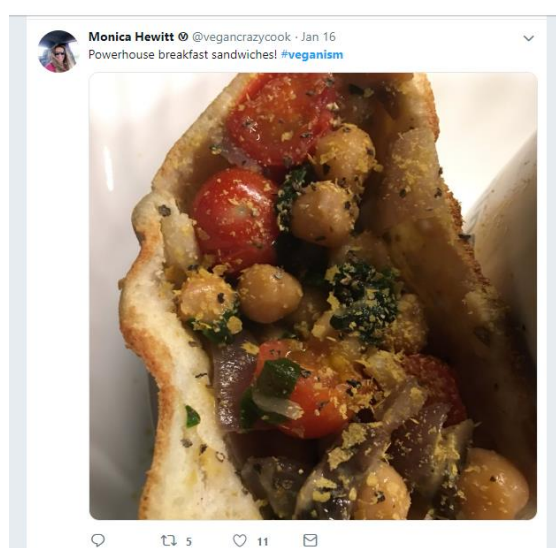 Monica Hewitt Ⓥ @vegancrazycook · Jan 16
Powerhouse breakfast sandwiches! #veganism
5 11